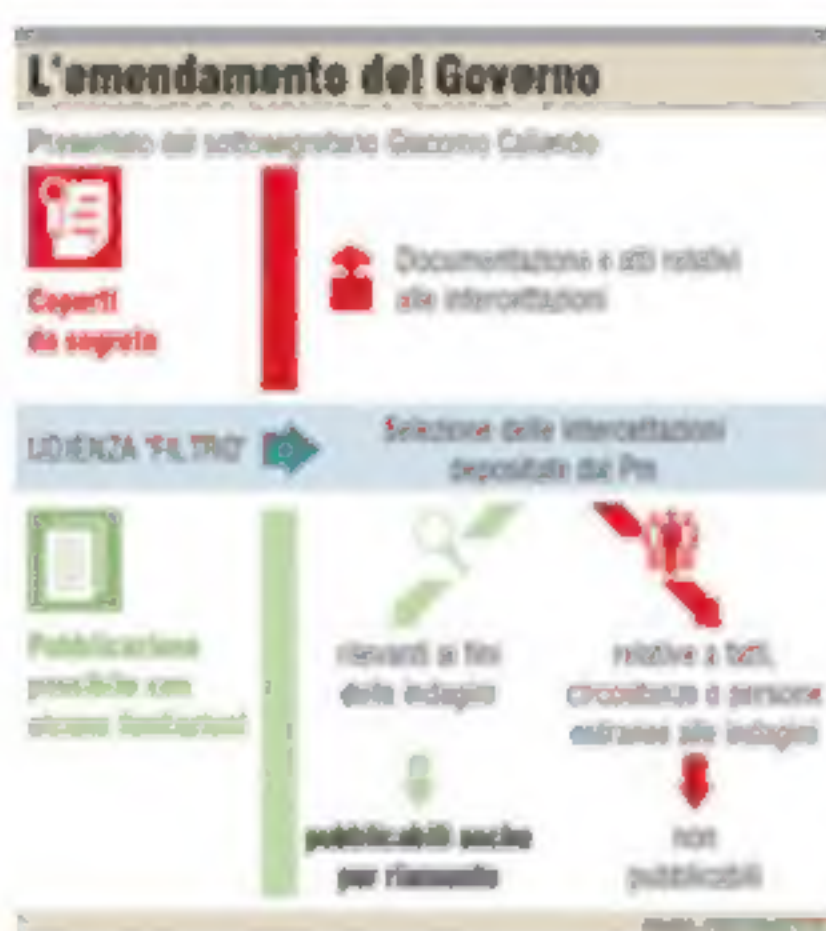 L'emendamento del Governo
Presentato dal sottosegretario Giacomo Caliendo
Coperti
da segreto
Documentazione e atti relativi
alle intercettazioni
UDIENZA "FILTRO"
Selezione delle intercettazioni
depositate dal Pm
Pubblicazione
possibile con
alcune limitazioni
rilevanti ai fini
delle indagini
pubblicabili anche
per riassunto
relative a fatti,
circostanze o persone
estranee alle indagini
non
pubblicabili